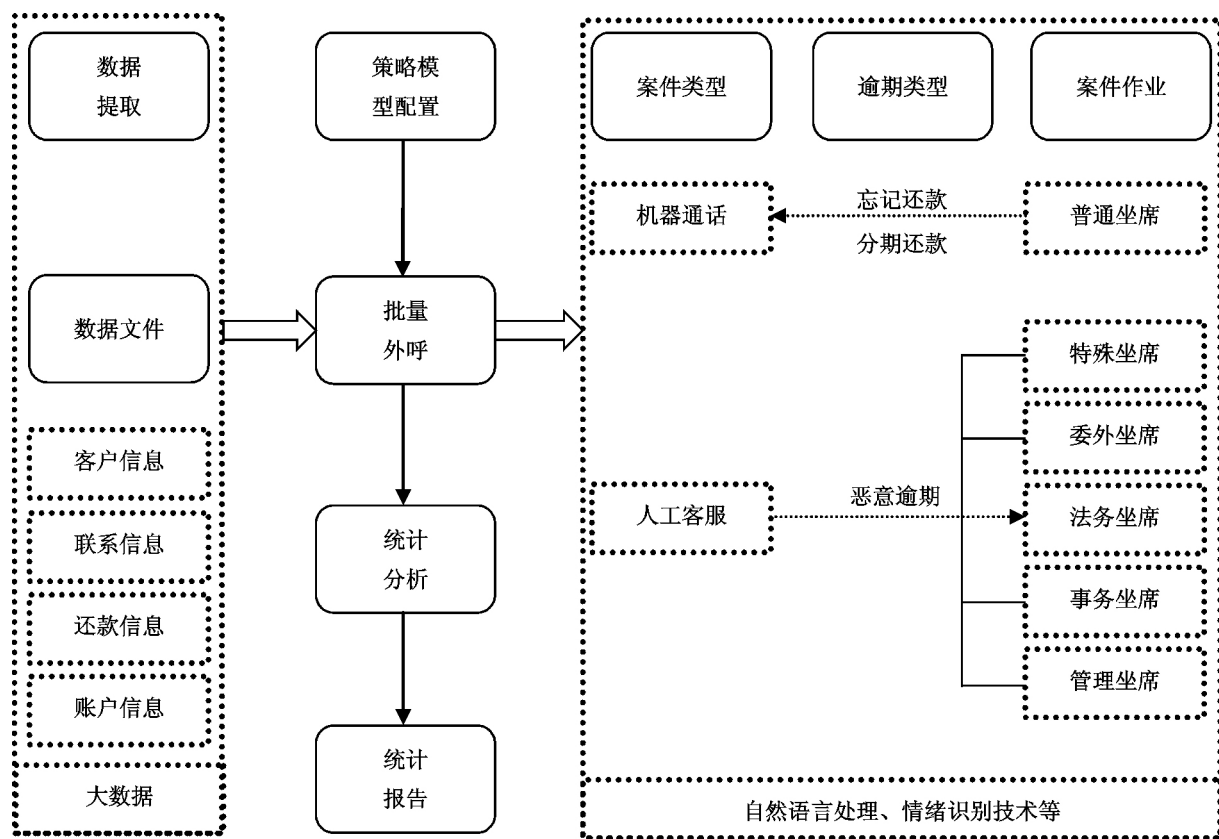 数据
提取
数据文件
客户信息
联系信息
还款信息
账户信息
大数据
策略模
型配置
批量
外呼
统计
分析
统计
报告
案件类型
逾期类型
案件作业
机器通话
忘记还款
分期还款
普通坐席
人工客服
恶意逾期
特殊坐席
委外坐席
法务坐席
事务坐席
管理坐席
自然语言处理、情绪识别技术等